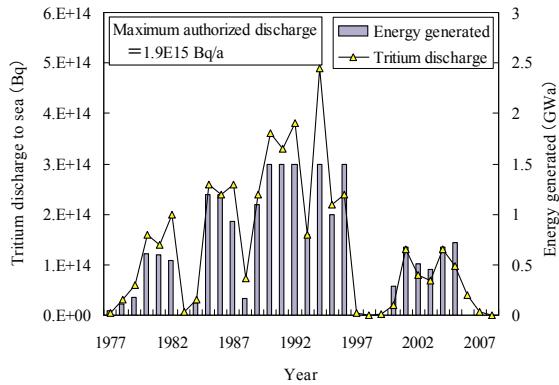 Maximum authorized discharge
=1.9E15 Bq/a
Energy generated
Tritium discharge
Tritium discharge to sea (Bq)
6.E+14
5.E+14
4.E+14
3.E+14
2.E+14
1.E+14
0.E+00
3
2.5
2
1.5
1
0.5
0
Energy generated (GWa)
1977 1982 1987 1992 1997 2002 2007
Year